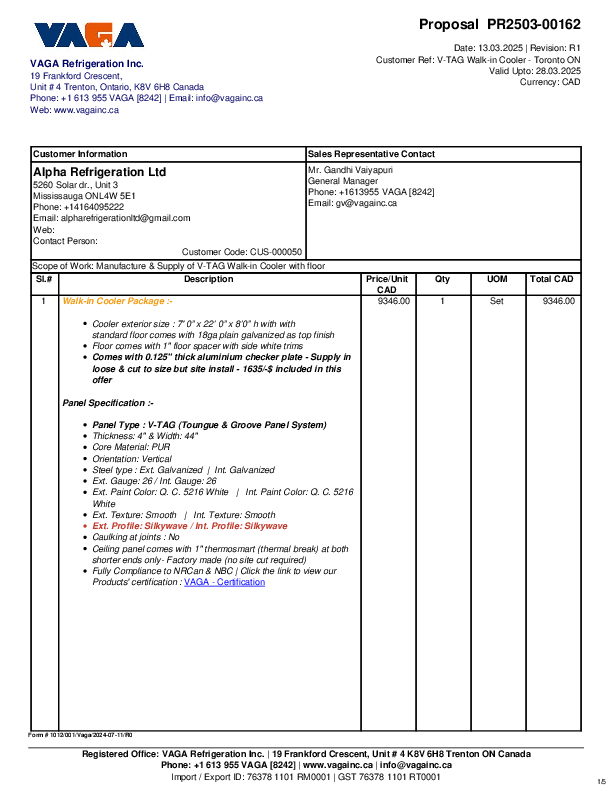 VAGA
Proposal PR2503-00162
Date: 13.03.2025 | Revision: R1
Customer Ref: V-TAG Walk-in Cooler - Toronto ON
Valid Upto: 28.03.2025
Currency: CAD
VAGA Refrigeration Inc.
19 Frankford Crescent,
Unit # 4 Trenton, Ontario, K8V 6H8 Canada
Phone: +1 613 955 VAGA [8242] | Email: info@vagainc.ca
Web: www.vagainc.ca
Customer Information
Sales Representative Contact
Alpha Refrigeration Ltd
5260 Solar dr., Unit 3
Mississauga ONL4W 5E1
Phone: +14164095222
Email: alpharefrigerationltd@gmail.com
Web:
Contact Person:
Customer Code: CUS-000050
Mr. Gandhi Vaiyapuri
General Manager
Phone: +1613955 VAGA [8242]
Email: gv@vagainc.ca
Scope of Work: Manufacture & Supply of V-TAG Walk-in Cooler with floor
Sl.# Description Price/Unit CAD Qty UOM Total CAD
1 Walk-in Cooler Package :- 9346.00 1 Set 9346.00
• Cooler exterior size : 7' 0" x 22' 0" x 8'0" h with with
standard floor comes with 18ga plain galvanized as top finish
• Floor comes with 1" floor spacer with side white trims
• Comes with 0.125" thick aluminium checker plate - Supply in
loose & cut to size but site install - 1635/-$ included in this
offer
Panel Specification :-
• Panel Type : V-TAG (Toungue & Groove Panel System)
• Thickness: 4" & Width: 44"
• Core Material: PUR
• Orientation: Vertical
• Steel type : Ext. Galvanized | Int. Galvanized
• Ext. Gauge: 26 / Int. Gauge: 26
• Ext. Paint Color: Q. C. 5216 White | Int. Paint Color: Q. C. 5216
White
• Ext. Texture: Smooth | Int. Texture: Smooth
• Ext. Profile: Silkywave / Int. Profile: Silkywave
• Caulking at joints : No
• Ceiling panel comes with 1" thermosmart (thermal break) at both
shorter ends only- Factory made (no site cut required)
• Fully Compliance to NRCan & NBC | Click the link to view our
Products' certification : VAGA - Certification
Form # 1012/001/Vaga/2024-07-11/R0
Registered Office: VAGA Refrigeration Inc. | 19 Frankford Crescent, Unit # 4 K8V 6H8 Trenton ON Canada
Phone: +1 613 955 VAGA [8242] | www.vagainc.ca | info@vagainc.ca
Import / Export ID: 76378 1101 RM0001 | GST 76378 1101 RT0001
1/5